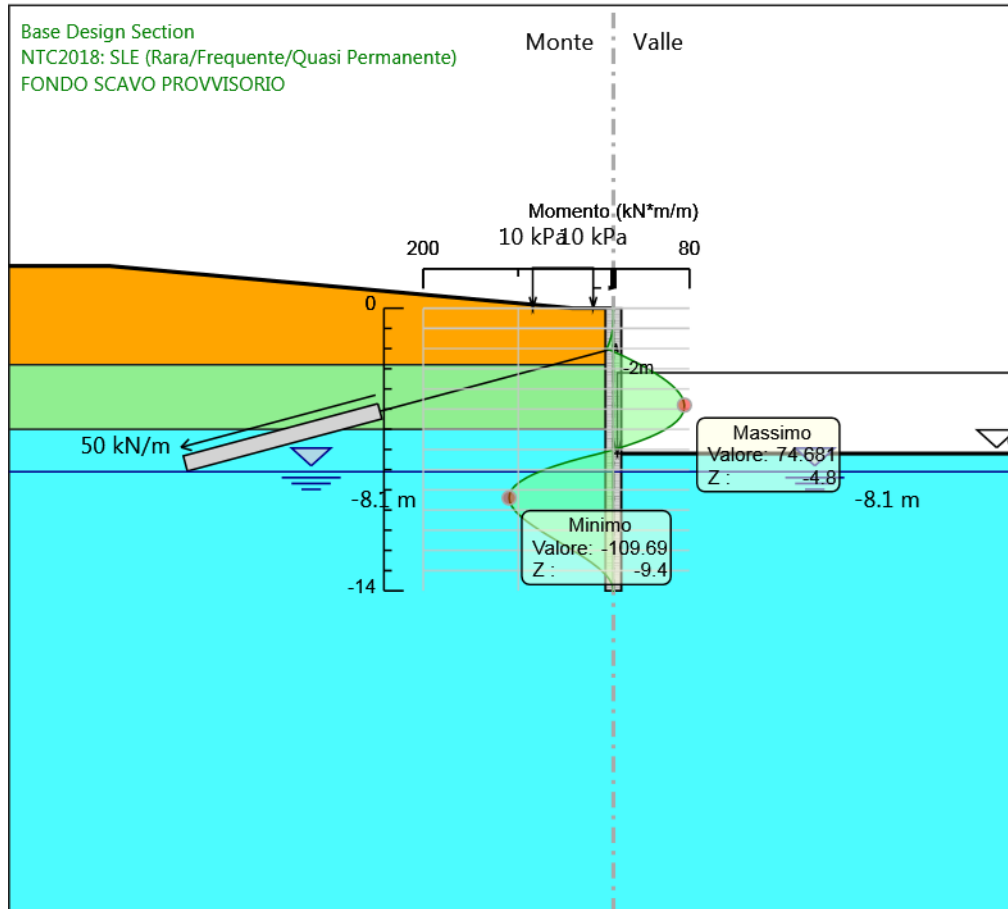 Base Design Section
NTC2018: SLE (Rara/Frequente/Quasi Permanente)
FONDO SCAVO PROVVISORIO
Monte
Valle
Momento (kN*m/m)
10 kPa
10 kPa
200
80
0
-2m
50 kN/m
-8.1 m
-8.1 m
Massimo
Valore: 74.681
Z : -4.8
Minimo
Valore: -109.69
Z : -9.4
-14